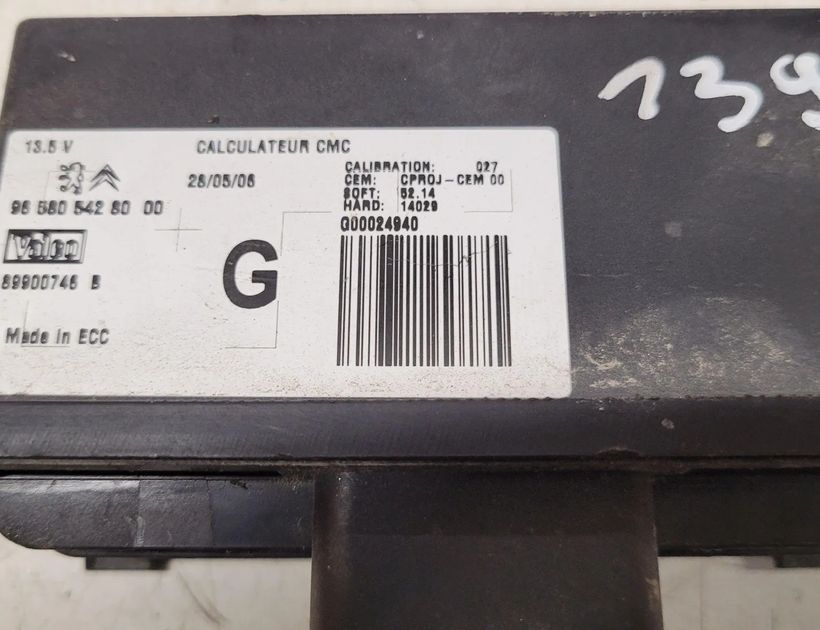 139
13.5 V CALCULATEUR CMC
28/05/06
CALIBRATION: 027
CEM: CPROJ-CEM 00
SOFT: 52.14
HARD: 14029
G00024940
96 580 542 80 00
Valeo
89900746 B
G
Made in ECC